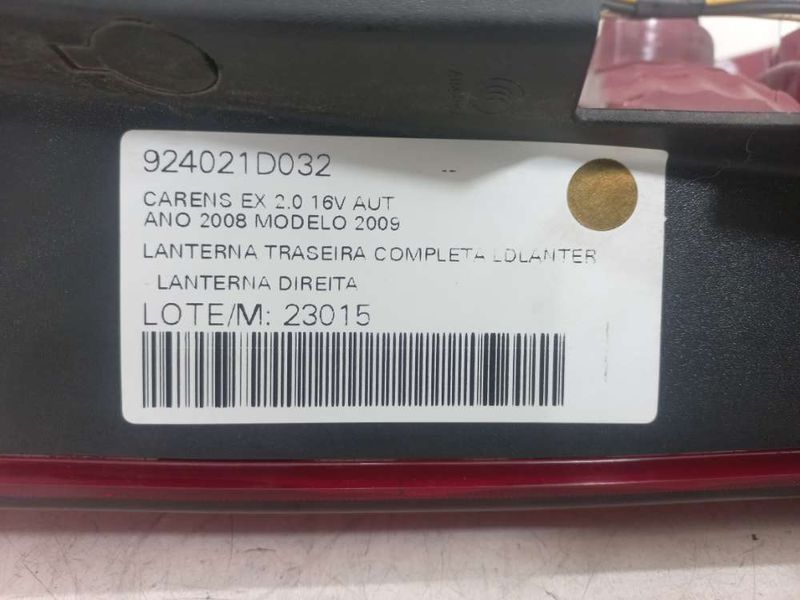 924021D032
CARENS EX 2.0 16V AUT
ANO 2008 MODELO 2009
LANTERNA TRASEIRA COMPLETA LDLANTER
- LANTERNA DIREITA
LOTE/M: 23015